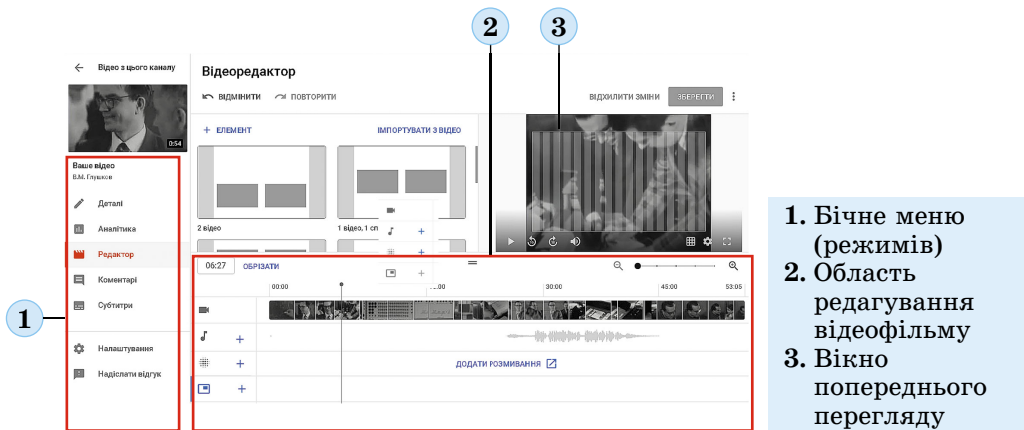 2
3
Відео з цього каналу
Відеоредактор
ВІДМІНИТИ
ПОВТОРИТИ
ВІДХИЛИТИ ЗМІНИ
ЗБЕРЕГТИ
0:54
+ ЕЛЕМЕНТ
ІМПОРТУВАТИ З ВІДЕО
Ваше відео
В.М. Глушков
Деталі
Аналітика
Редактор
Коментарі
Субтитри
Налаштування
Надіслати відгук
1
2 відео
1 відео, 1 сп
06:27
ОБРІЗАТИ
00:00
30:00
45:00
53:05
ДОДАТИ РОЗМИВАННЯ
1. Бічне меню
(режимів)
2. Область
редагування
відеофільму
3. Вікно
попереднього
перегляду